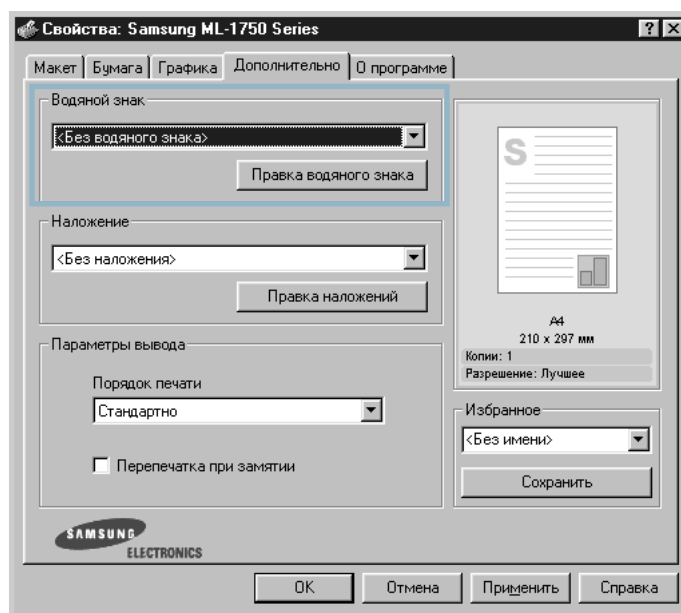 Свойства: Samsung ML-1750 Series
Макет Бумага Графика Дополнительно О программе
Водяной знак
<Без водяного знака>
Правка водяного знака
Наложение
<Без наложения>
Правка наложений
Параметры вывода
Порядок печати
Стандартно
Перепечатка при замятии
S
A4
210 x 297 мм
Копии: 1
Разрешение: Лучшее
Избранное
<Без имени>
Сохранить
SAMSUNG
ELECTRONICS
OK Отмена Применить Справка